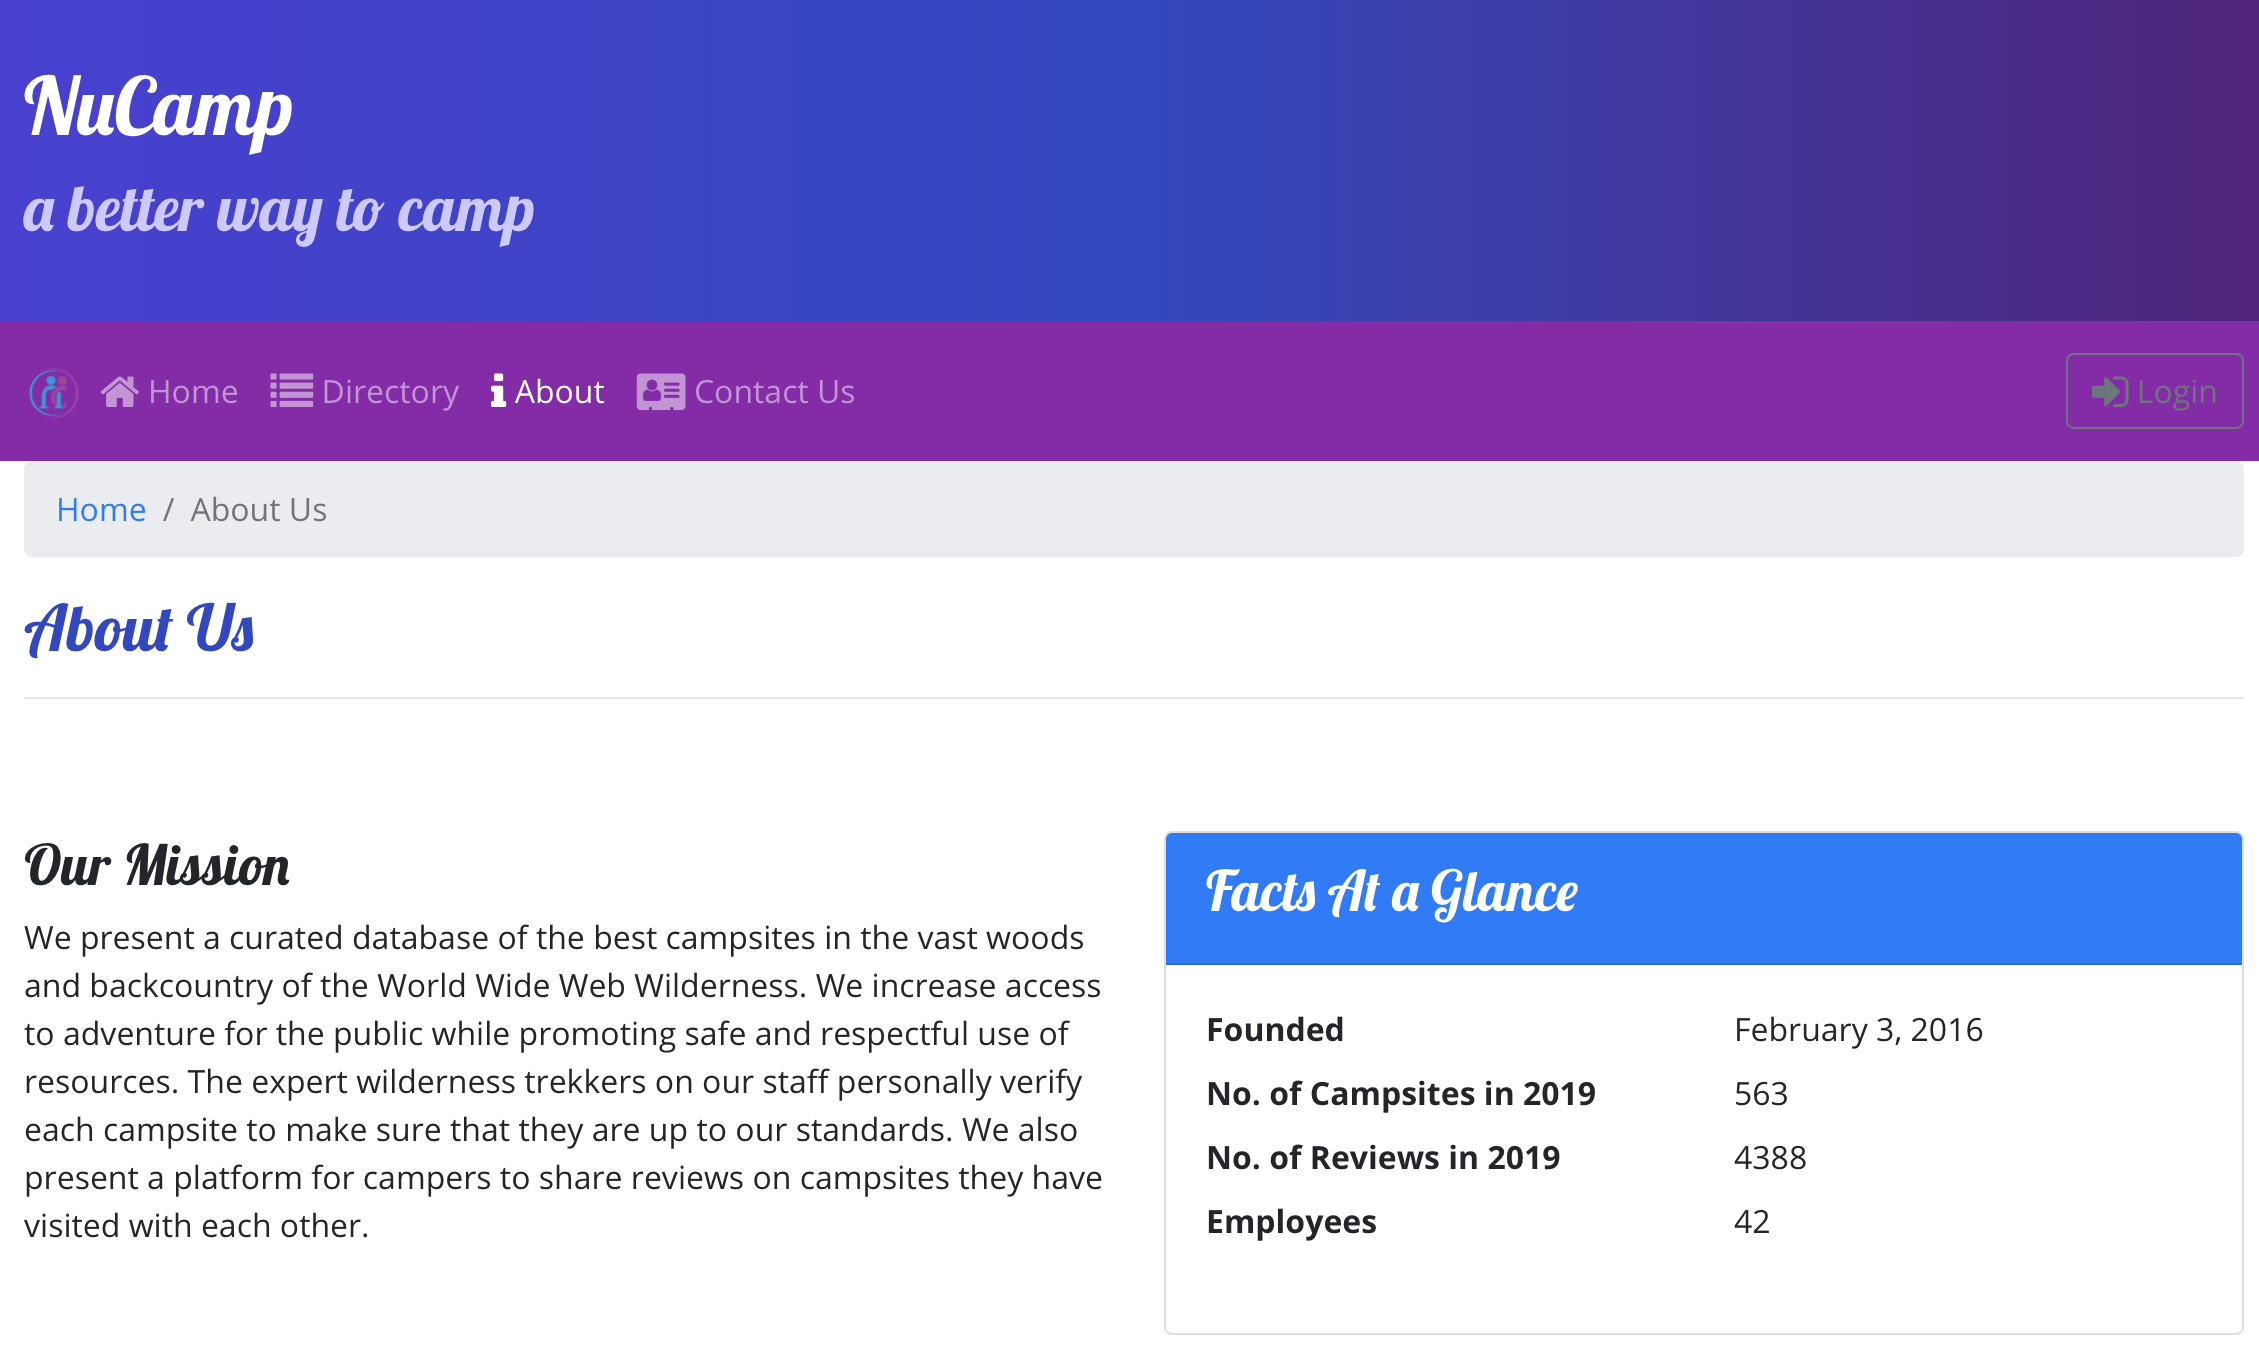 NuCamp
a better way to camp
Home Directory About Contact Us Login
Home / About Us
About Us
Our Mission
We present a curated database of the best campsites in the vast woods
and backcountry of the World Wide Web Wilderness. We increase access
to adventure for the public while promoting safe and respectful use of
resources. The expert wilderness trekkers on our staff personally verify
each campsite to make sure that they are up to our standards. We also
present a platform for campers to share reviews on campsites they have
visited with each other.
Facts At a Glance
Founded February 3, 2016
No. of Campsites in 2019 563
No. of Reviews in 2019 4388
Employees 42